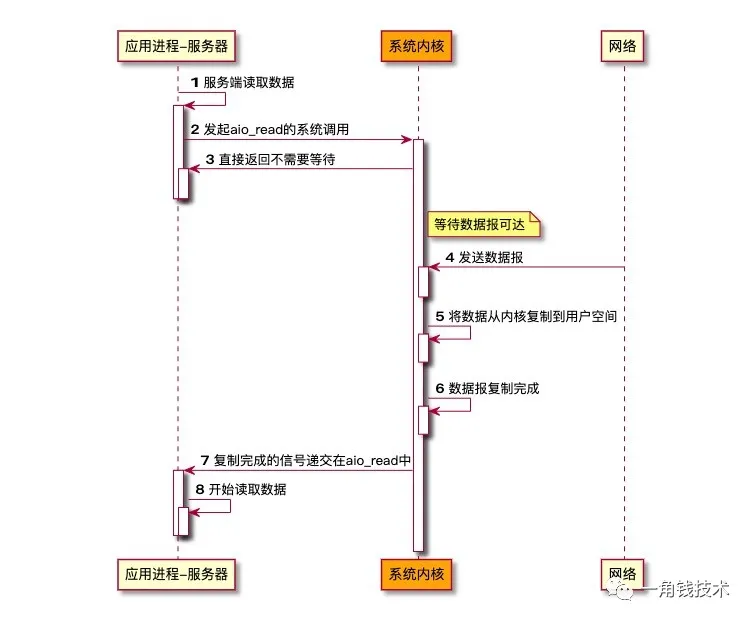 应用进程-服务器
系统内核
网络
1 服务端读取数据
2 发起aio_read的系统调用
3 直接返回不需要等待
等待数据报可达
4 发送数据报
5 将数据从内核复制到用户空间
6 数据报复制完成
7 复制完成的信号递交在aio_read中
8 开始读取数据
应用进程-服务器
系统内核
网络
一角钱技术